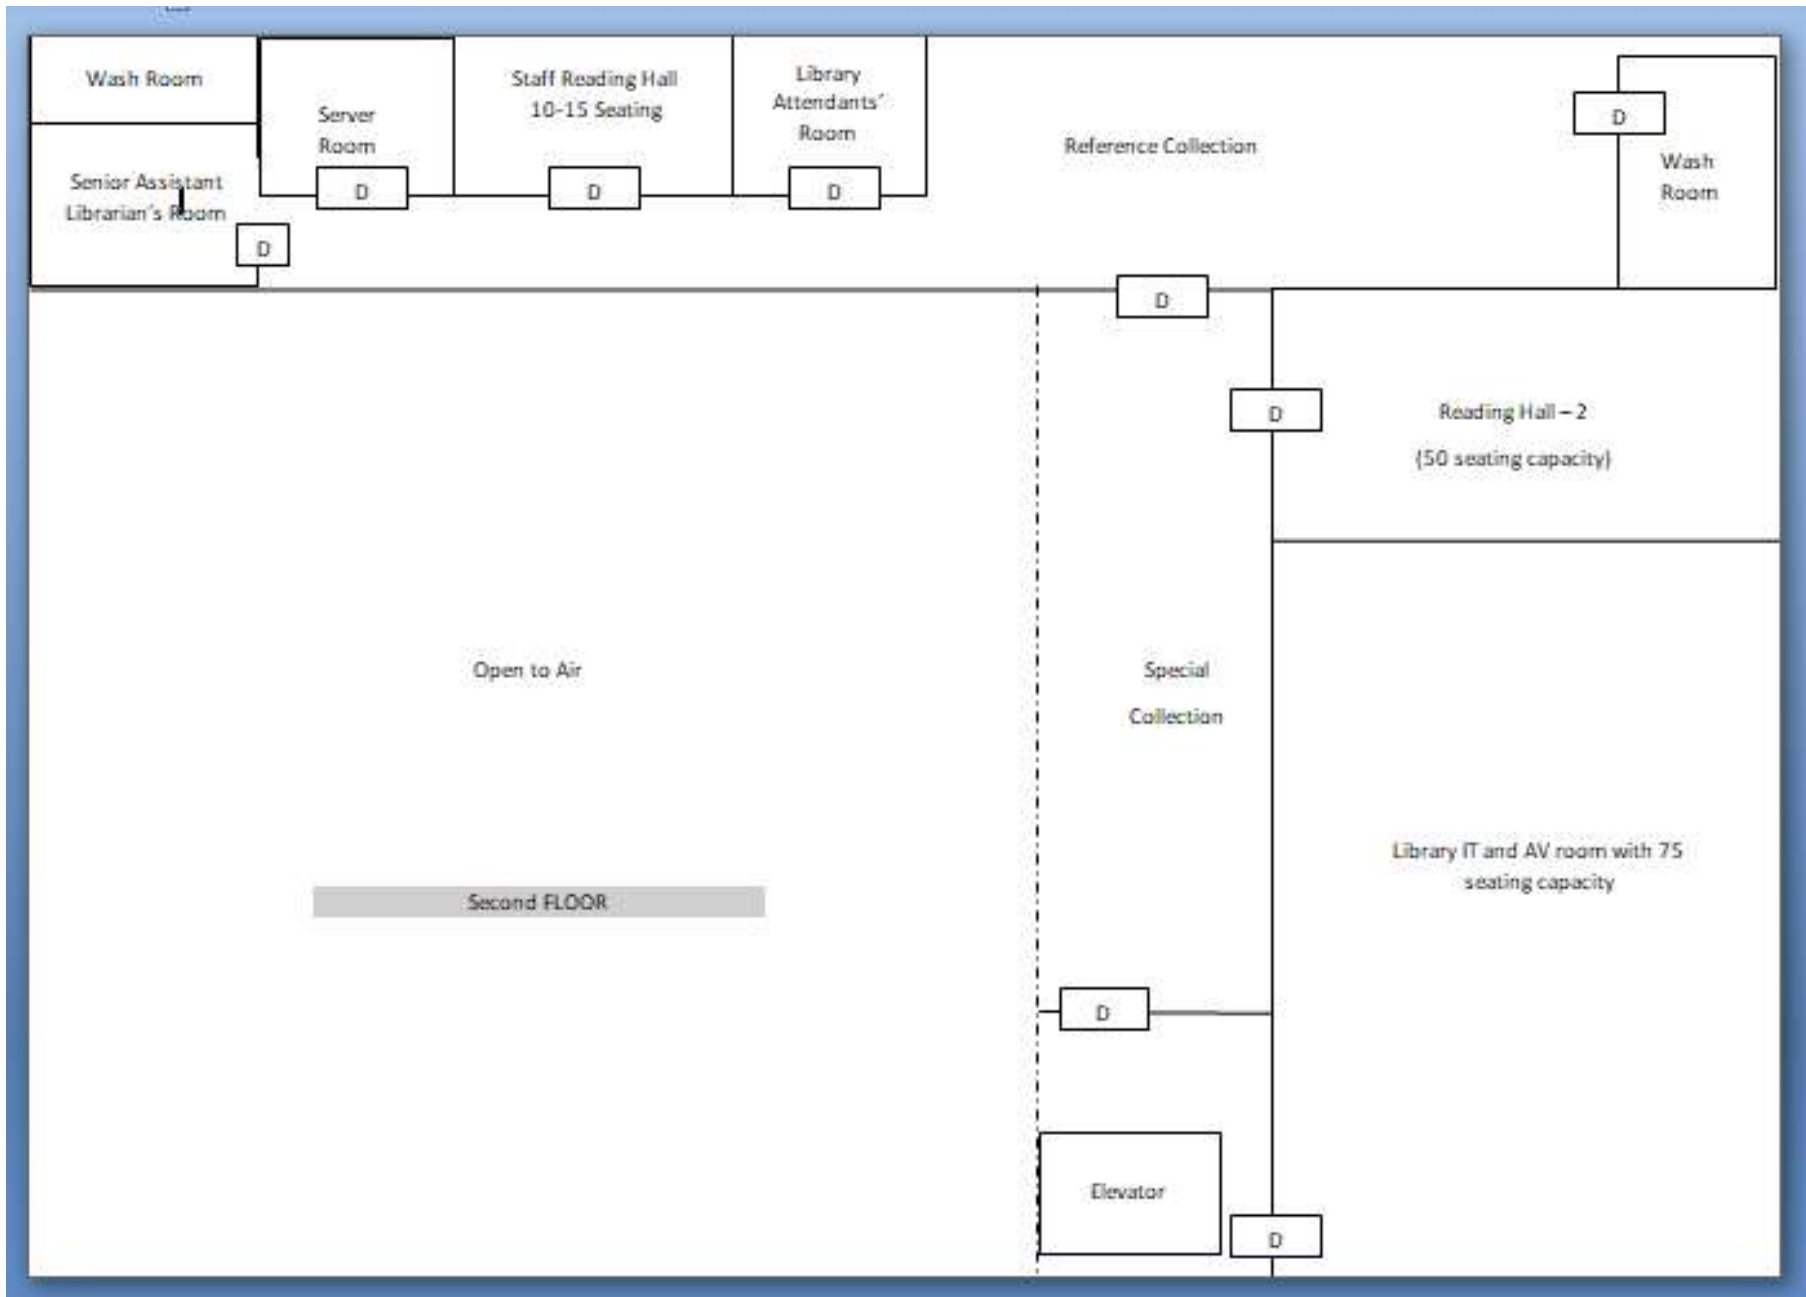 Wash Room
Server
Room
D
Staff Reading Hall
10-15 Seating
D
Library
Attendants’
Room
D
Reference Collection
D
Wash
Room
Senior Assistant
Librarian’s Room
D
D
D
Reading Hall – 2
(50 seating capacity)
Open to Air
Special
Collection
Library IT and AV room with 75
seating capacity
Second FLOOR
D
Elevator
D